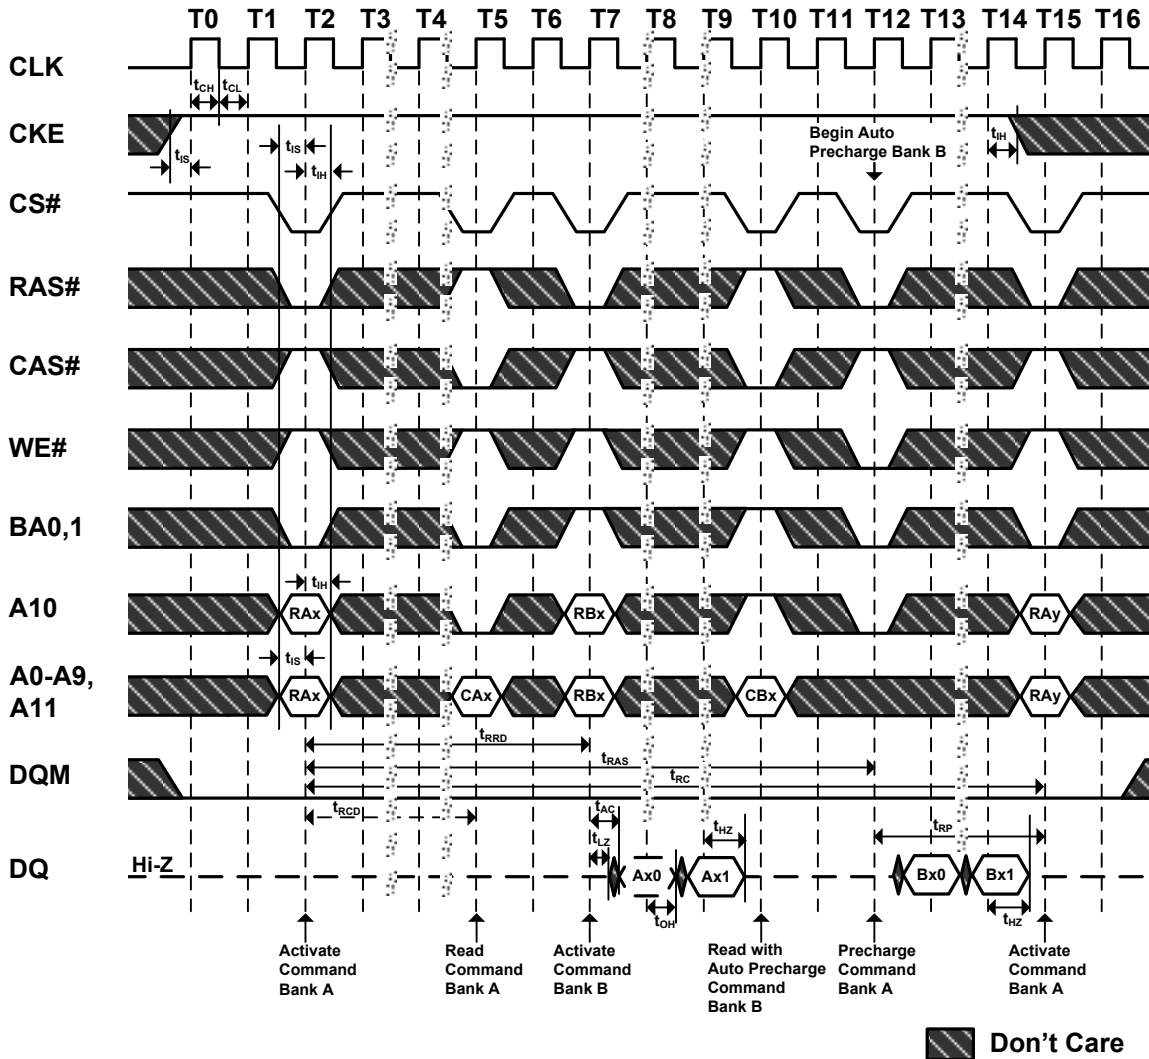 T0 T1 T2 T3 T4 T5 T6 T7 T8 T9 T10 T11 T12 T13 T14 T15 T16
CLK
tCH tCL
CKE
tIS
tIS
tIH
Begin Auto
Precharge Bank B
tIH
CS#
RAS#
CAS#
WE#
BA0,1
tIH
A10
RAx RBx RAy
tIS
A0-A9,
A11
RAx CAx RBx CBx RAy
tRRD
tRAS
tRC
DQM
tRCD
tAC
tLZ
tHZ
tRP
DQ
Hi-Z
Ax0 Ax1 Bx0 Bx1
tOH
tHZ
Activate
Command
Bank A
Read
Command
Bank A
Activate
Command
Bank B
Read with
Auto Precharge
Command
Bank B
Precharge
Command
Bank A
Activate
Command
Bank A
Don't Care